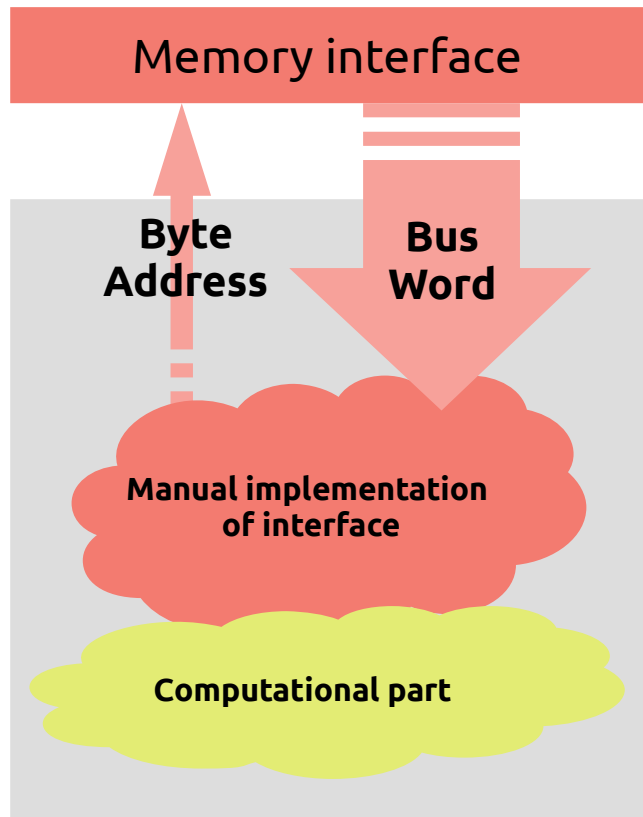 Memory interface
Byte
Address
Bus
Word
Manual implementation
of interface
Computational part